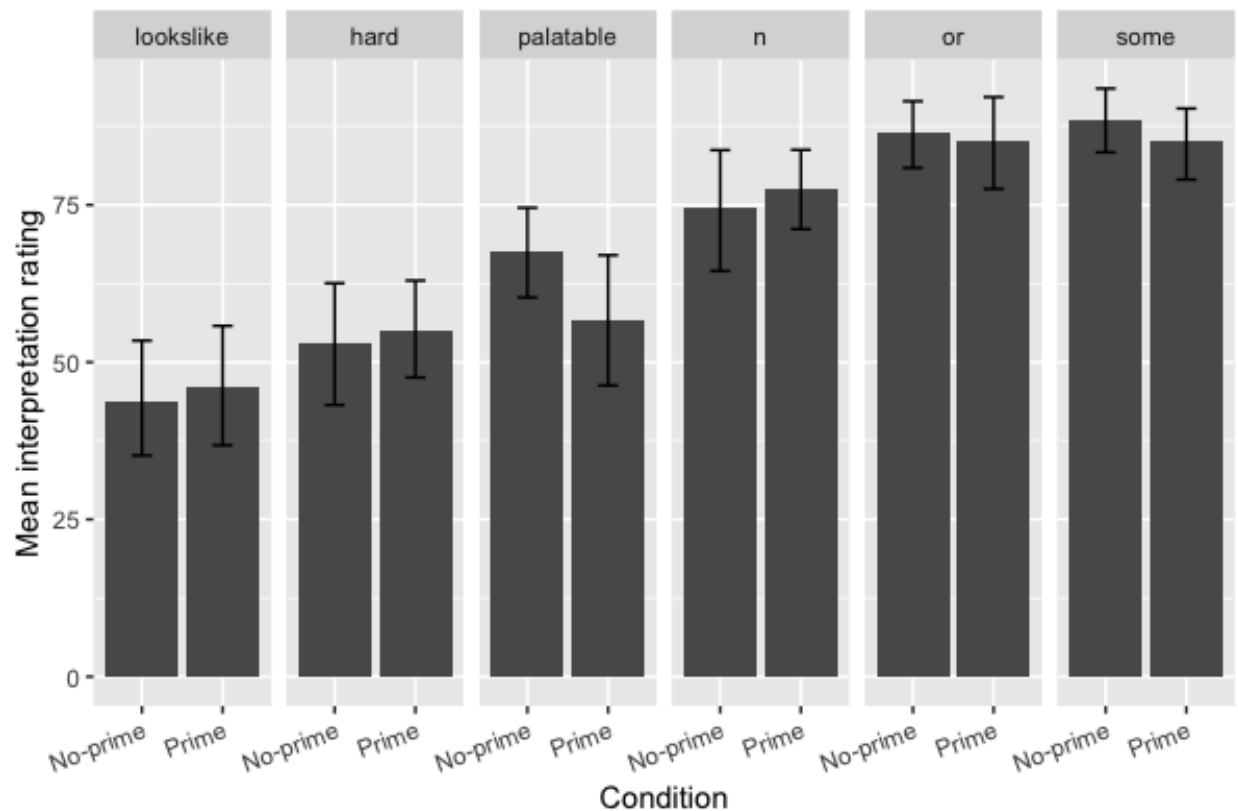 lookslike hard palatable n or some
Mean interpretation rating
75
50
25
0
No-prime Prime No-prime Prime No-prime Prime No-prime Prime No-prime Prime No-prime Prime
Condition